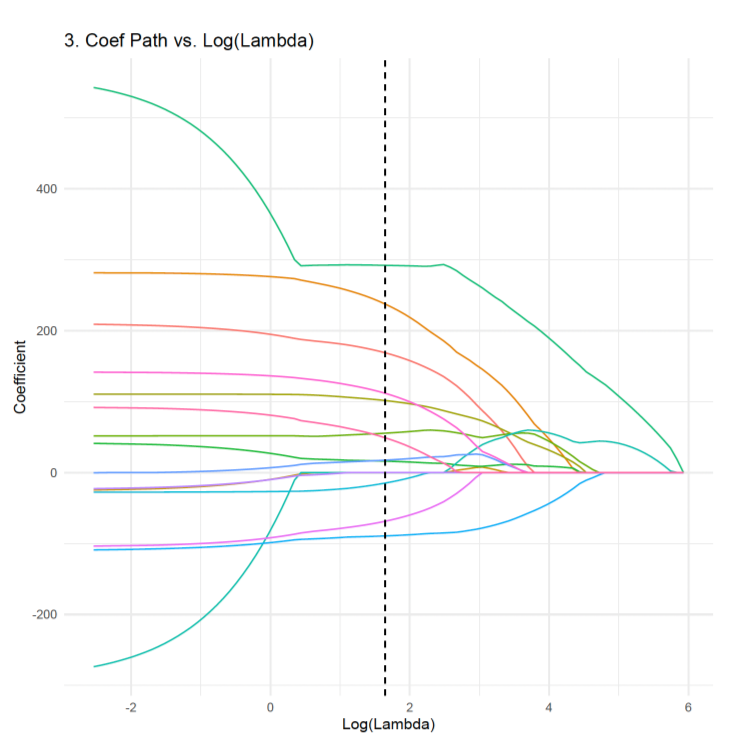 3. Coef Path vs. Log(Lambda)
Coefficient
400
200
0
-200
-2 0 2 4 6
Log(Lambda)